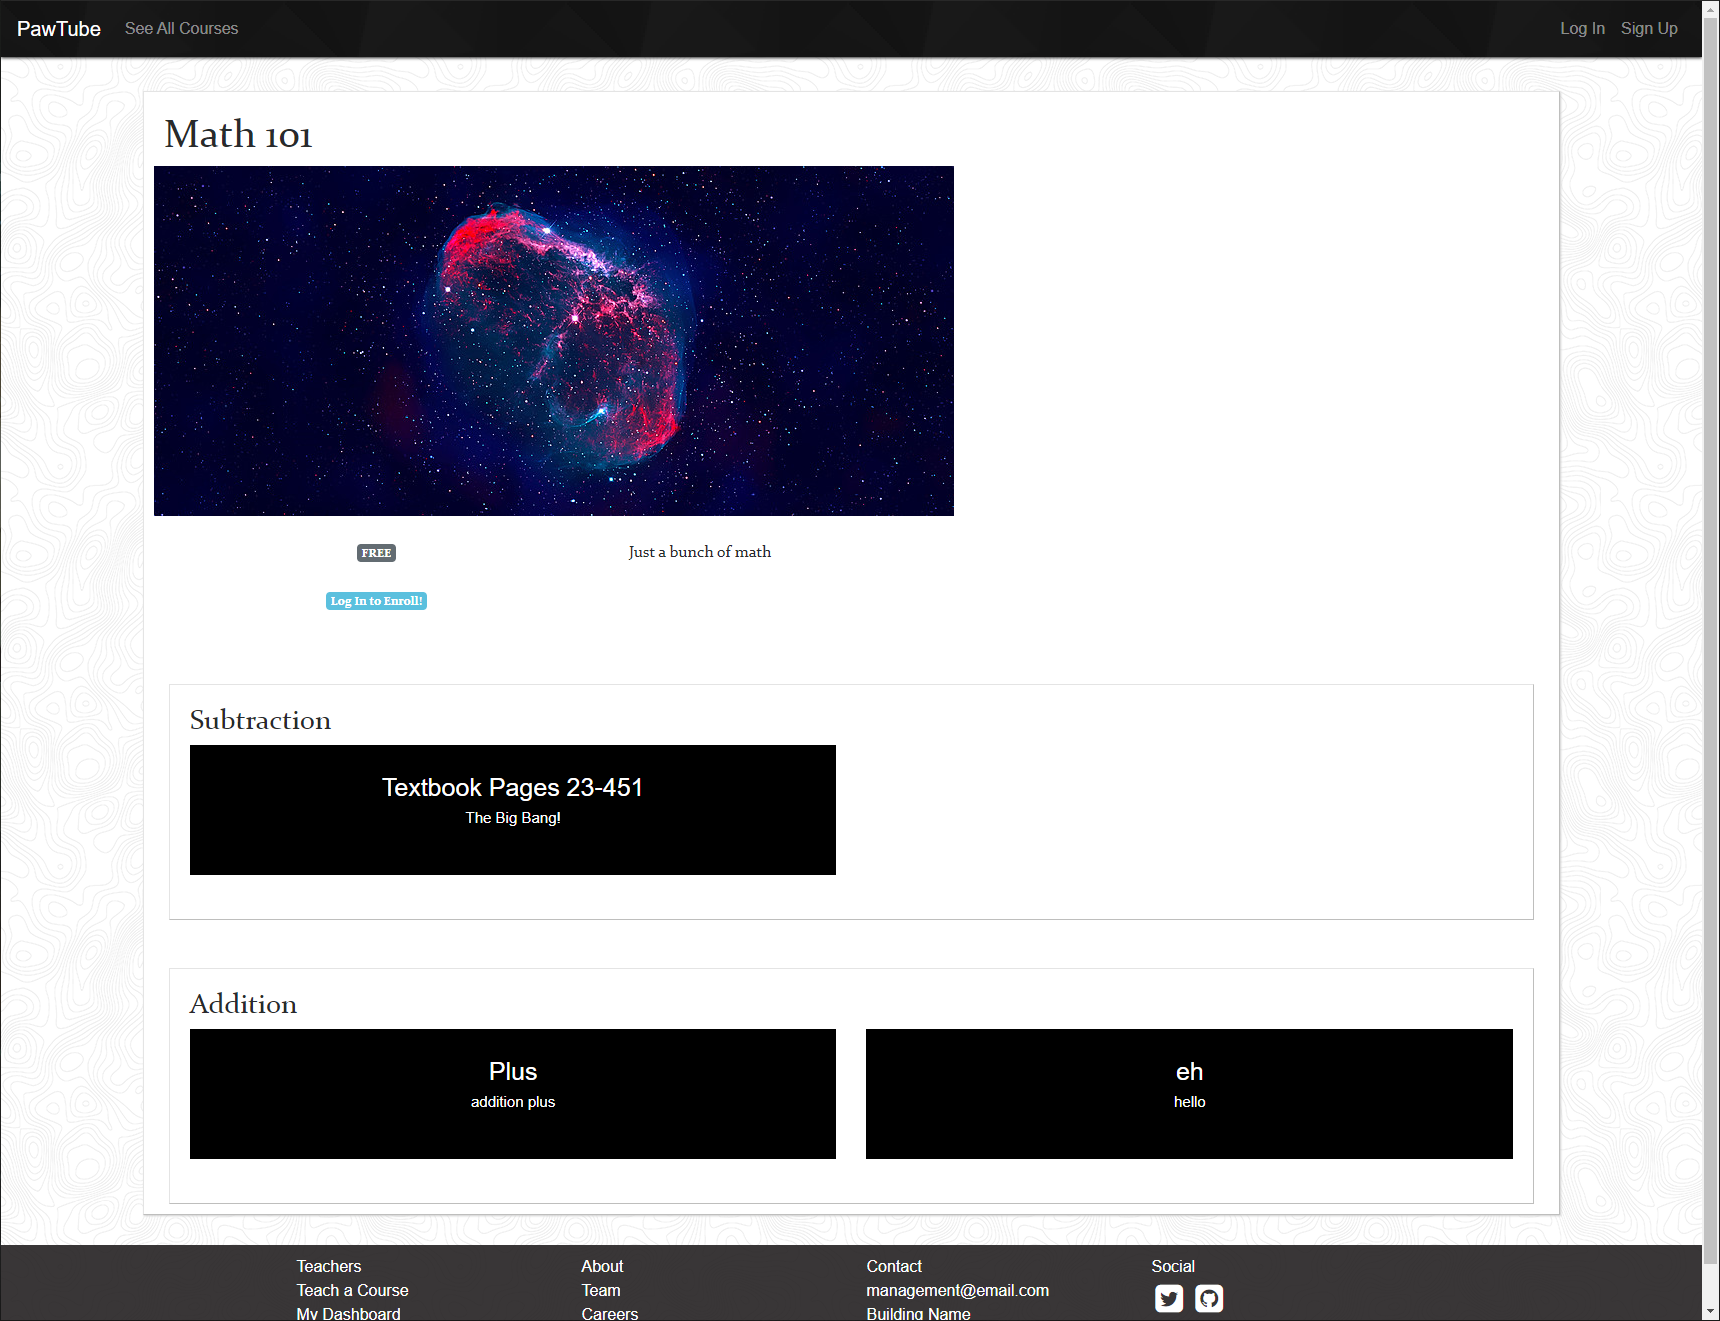 PawTube See All Courses Log In Sign Up
Math 101
FREE
Just a bunch of math
Log In to Enroll!
Subtraction
Textbook Pages 23-451
The Big Bang!
Addition
Plus
addition plus
eh
hello
Teachers
Teach a Course
My Dashboard
About
Team
Careers
Contact
management@email.com
Building Name
Social